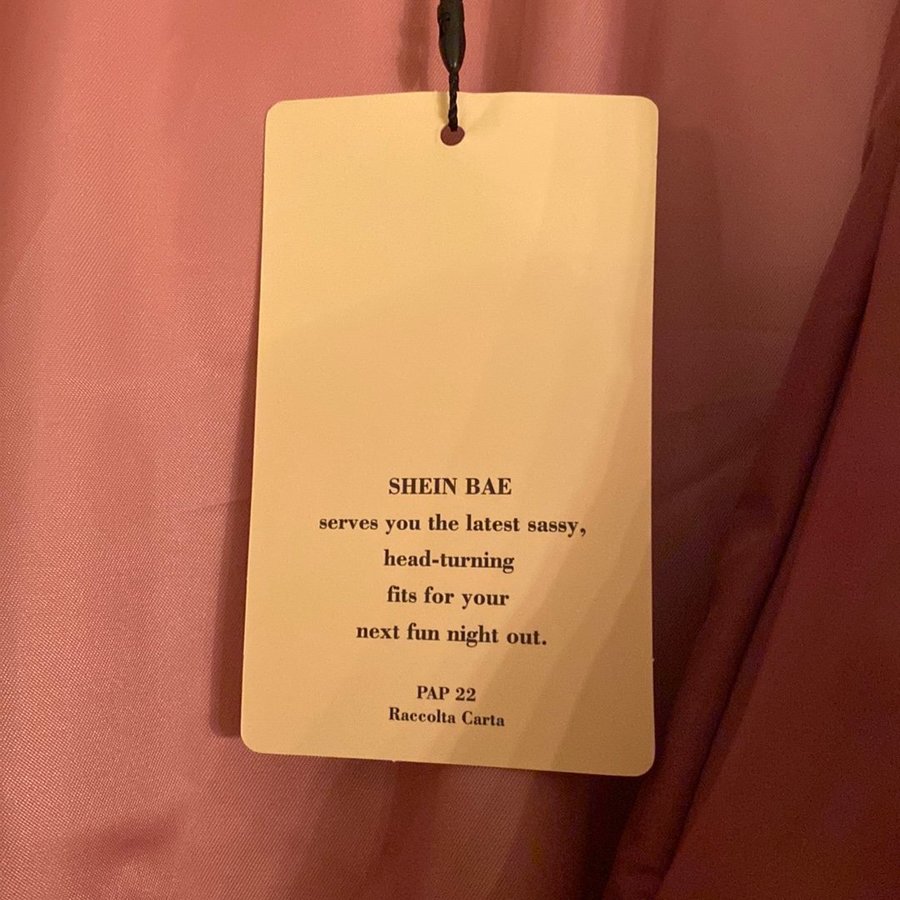 SHEIN BAE
serves you the latest sassy,
head-turning
fits for your
next fun night out.
PAP 22
Raccolta Carta